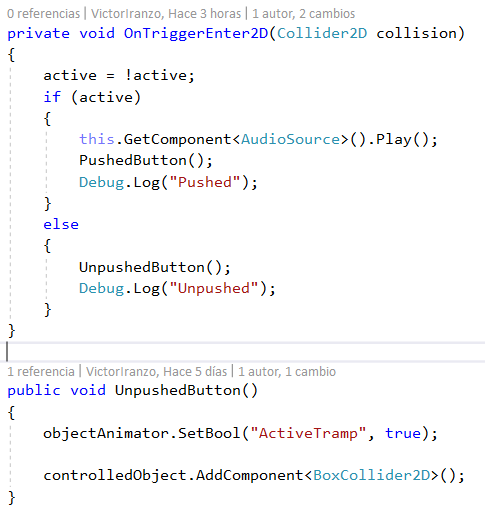 0 referencias | VictorIranzo, Hace 3 horas | 1 autor, 2 cambios
private void OnTriggerEnter2D(Collider2D collision)
{
    active = !active;
    if (active)
    {
        this.GetComponent<AudioSource>().Play();
        PushedButton();
        Debug.Log("Pushed");
    }
    else
    {
        UnpushedButton();
        Debug.Log("Unpushed");
    }
}
1 referencia | VictorIranzo, Hace 5 días | 1 autor, 1 cambio
public void UnpushedButton()
{
    objectAnimator.SetBool("ActiveTramp", true);
    controlledObject.AddComponent<BoxCollider2D>();
}